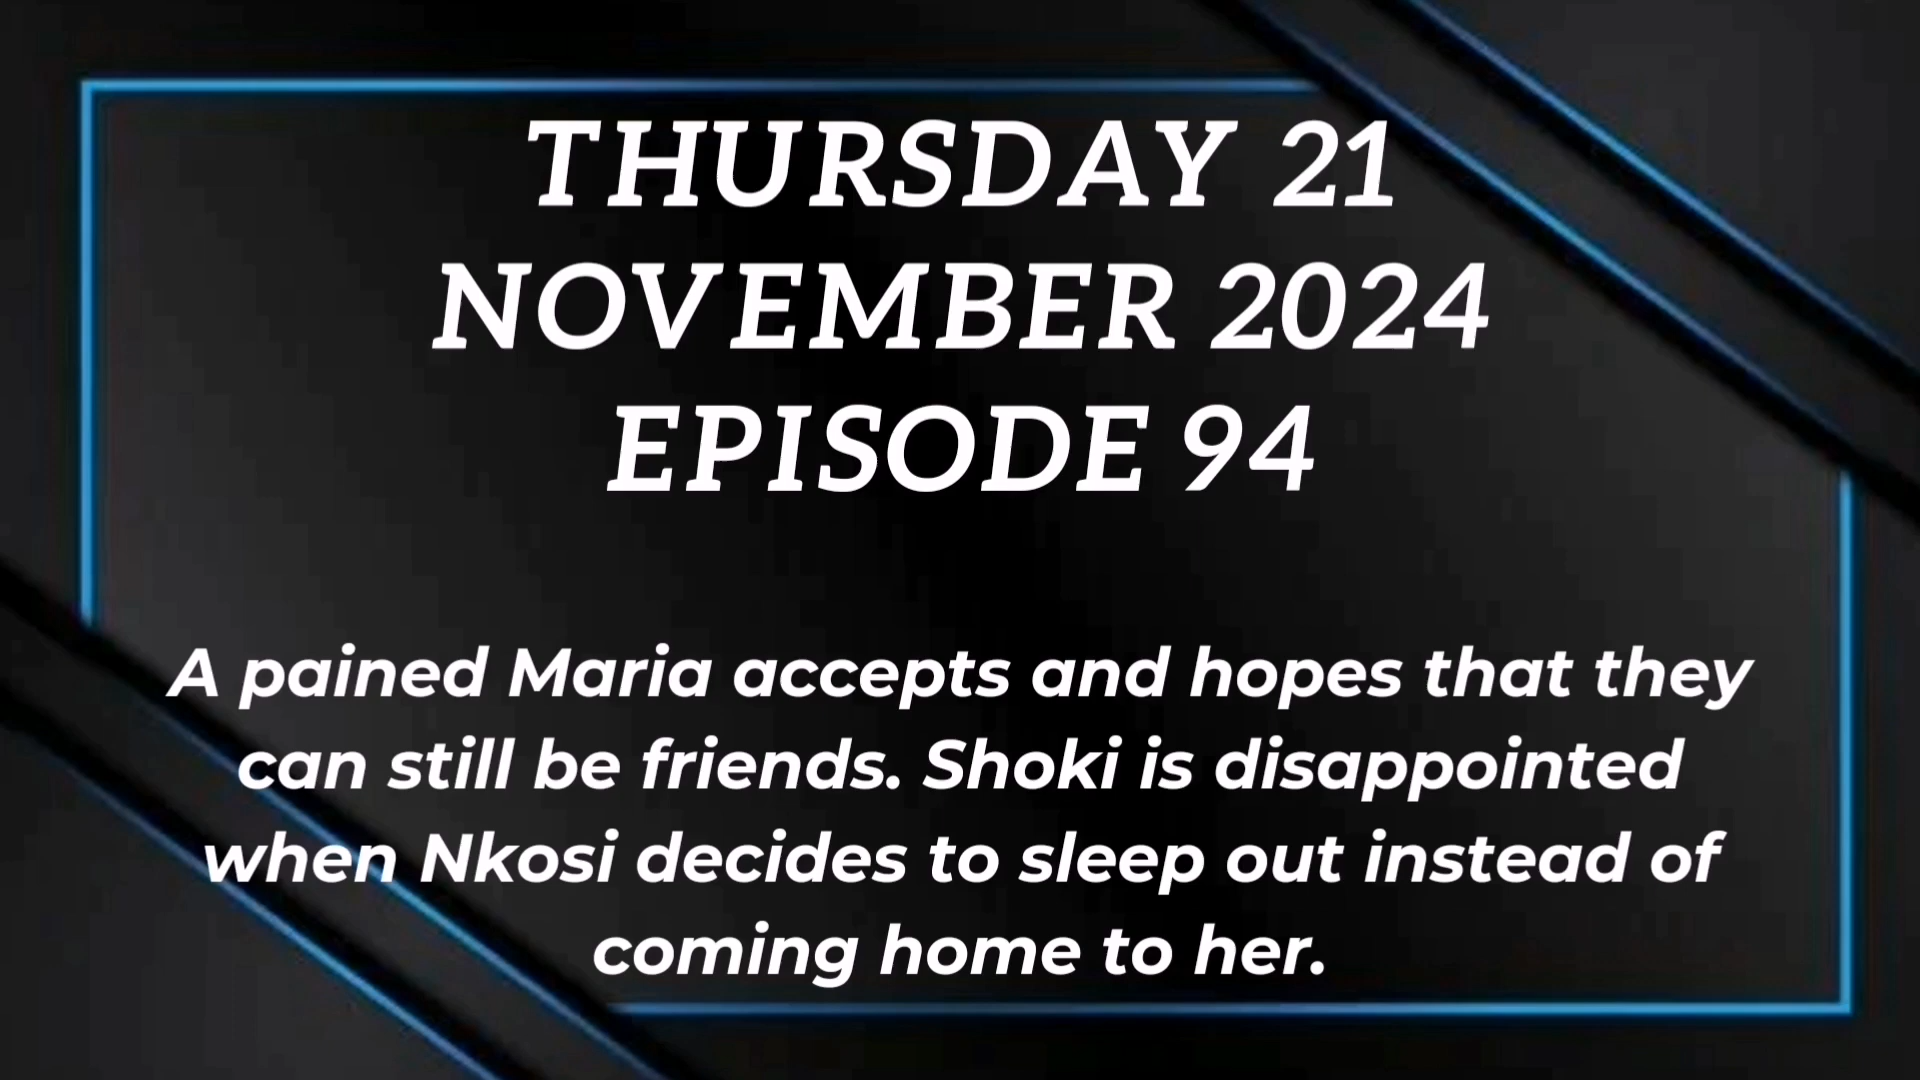 THURSDAY 21
NOVEMBER 2024
EPISODE 94
A pained Maria accepts and hopes that they
can still be friends. Shoki is disappointed
when Nkosi decides to sleep out instead of
coming home to her.